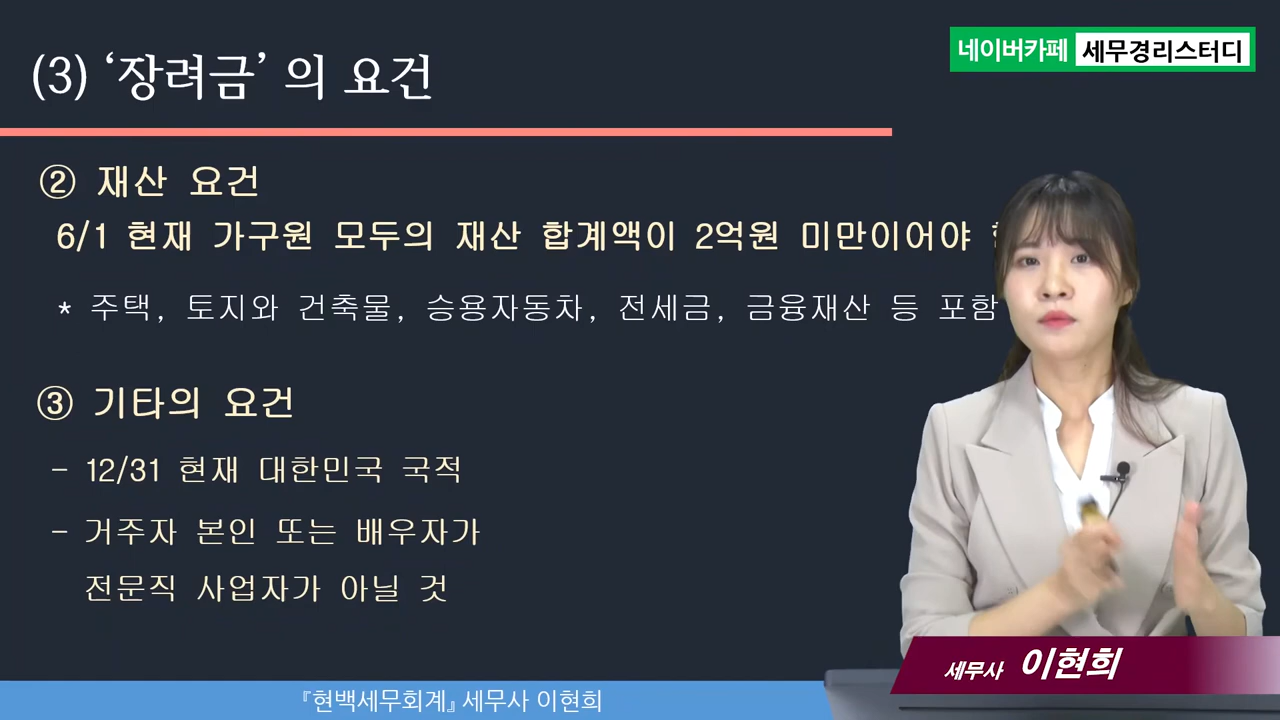 (3) ‘장려금’ 의 요건
네이버카페 세무경리스터디
② 재산 요건
6/1 현재 가구원 모두의 재산 합계액이 2억원 미만이어야
* 주택, 토지와 건축물, 승용자동차, 전세금, 금융재산 등 포함
③ 기타의 요건
- 12/31 현재 대한민국 국적
- 거주자 본인 또는 배우자가
전문직 사업자가 아닐 것
세무사 이현희
『현백세무회계』 세무사 이현희